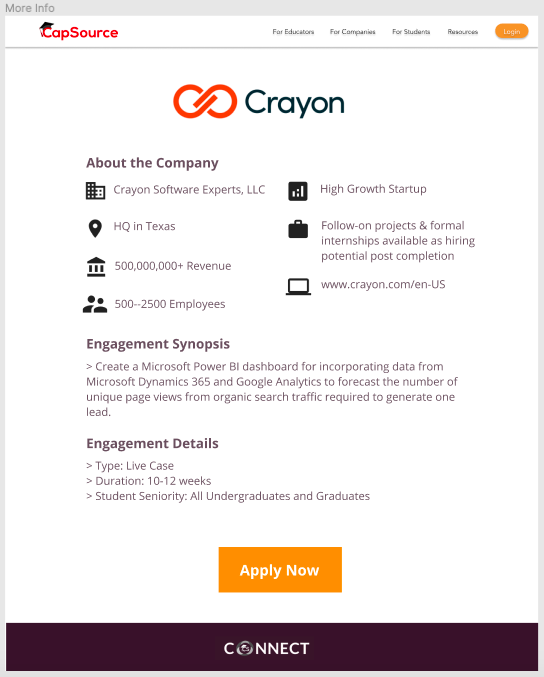 More Info
CapSource
For Educators For Companies For Students Resources Login
Crayon
About the Company
Crayon Software Experts, LLC
High Growth Startup
HQ in Texas
Follow-on projects & formal
internships available as hiring
potential post completion
500,000,000+ Revenue
www.crayon.com/en-US
500--2500 Employees
Engagement Synopsis
> Create a Microsoft Power BI dashboard for incorporating data from
Microsoft Dynamics 365 and Google Analytics to forecast the number of
unique page views from organic search traffic required to generate one
lead.
Engagement Details
> Type: Live Case
> Duration: 10-12 weeks
> Student Seniority: All Undergraduates and Graduates
Apply Now
CONNECT